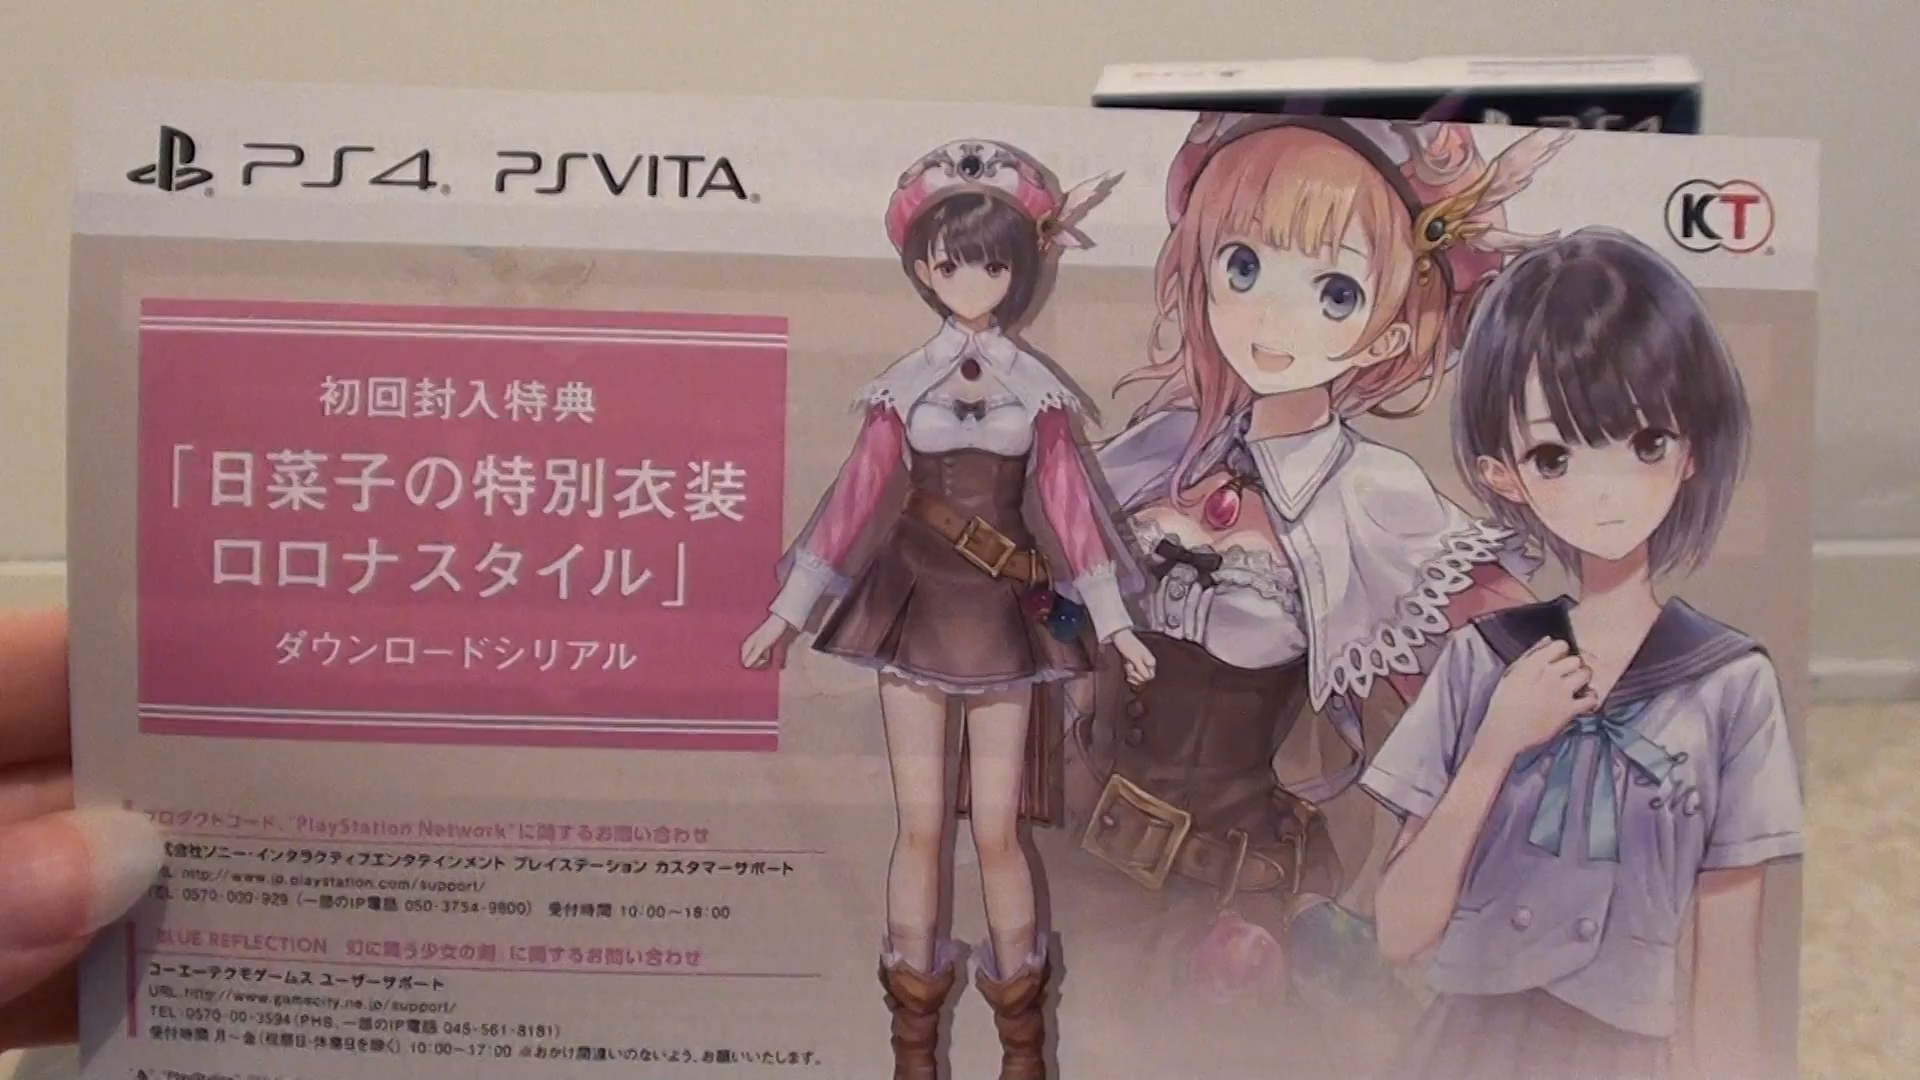 PS4 PSVITA
KT
初回封入特典
「日菜子の特別衣装
ロロナスタイル」
ダウンロードシリアル
プロダクトコード、"PlayStation Network"に関するお問い合わせ
式会社ソニー・インタラクティブエンタテインメント プレイステーション カスタマーサポート
http://www.jp.playstation.com/support/
TEL: 0570-000-929 (一部のIP電話 050-3754-9800) 受付時間 10:00〜18:00
BLUE REFLECTION 幻に舞う少女の剣 に関するお問い合わせ
コーエーテクモゲームス ユーザーサポート
URL:http://www.gamecity.ne.jp/support/
TEL:0570-00-3594(PHS、一部のIP電話 045-561-8181)
受付時間 月〜金(祝祭日・休業日を除く) 10:00〜17:00 ※おかけ間違いのないよう、お願いいたします。
"PlayStation"